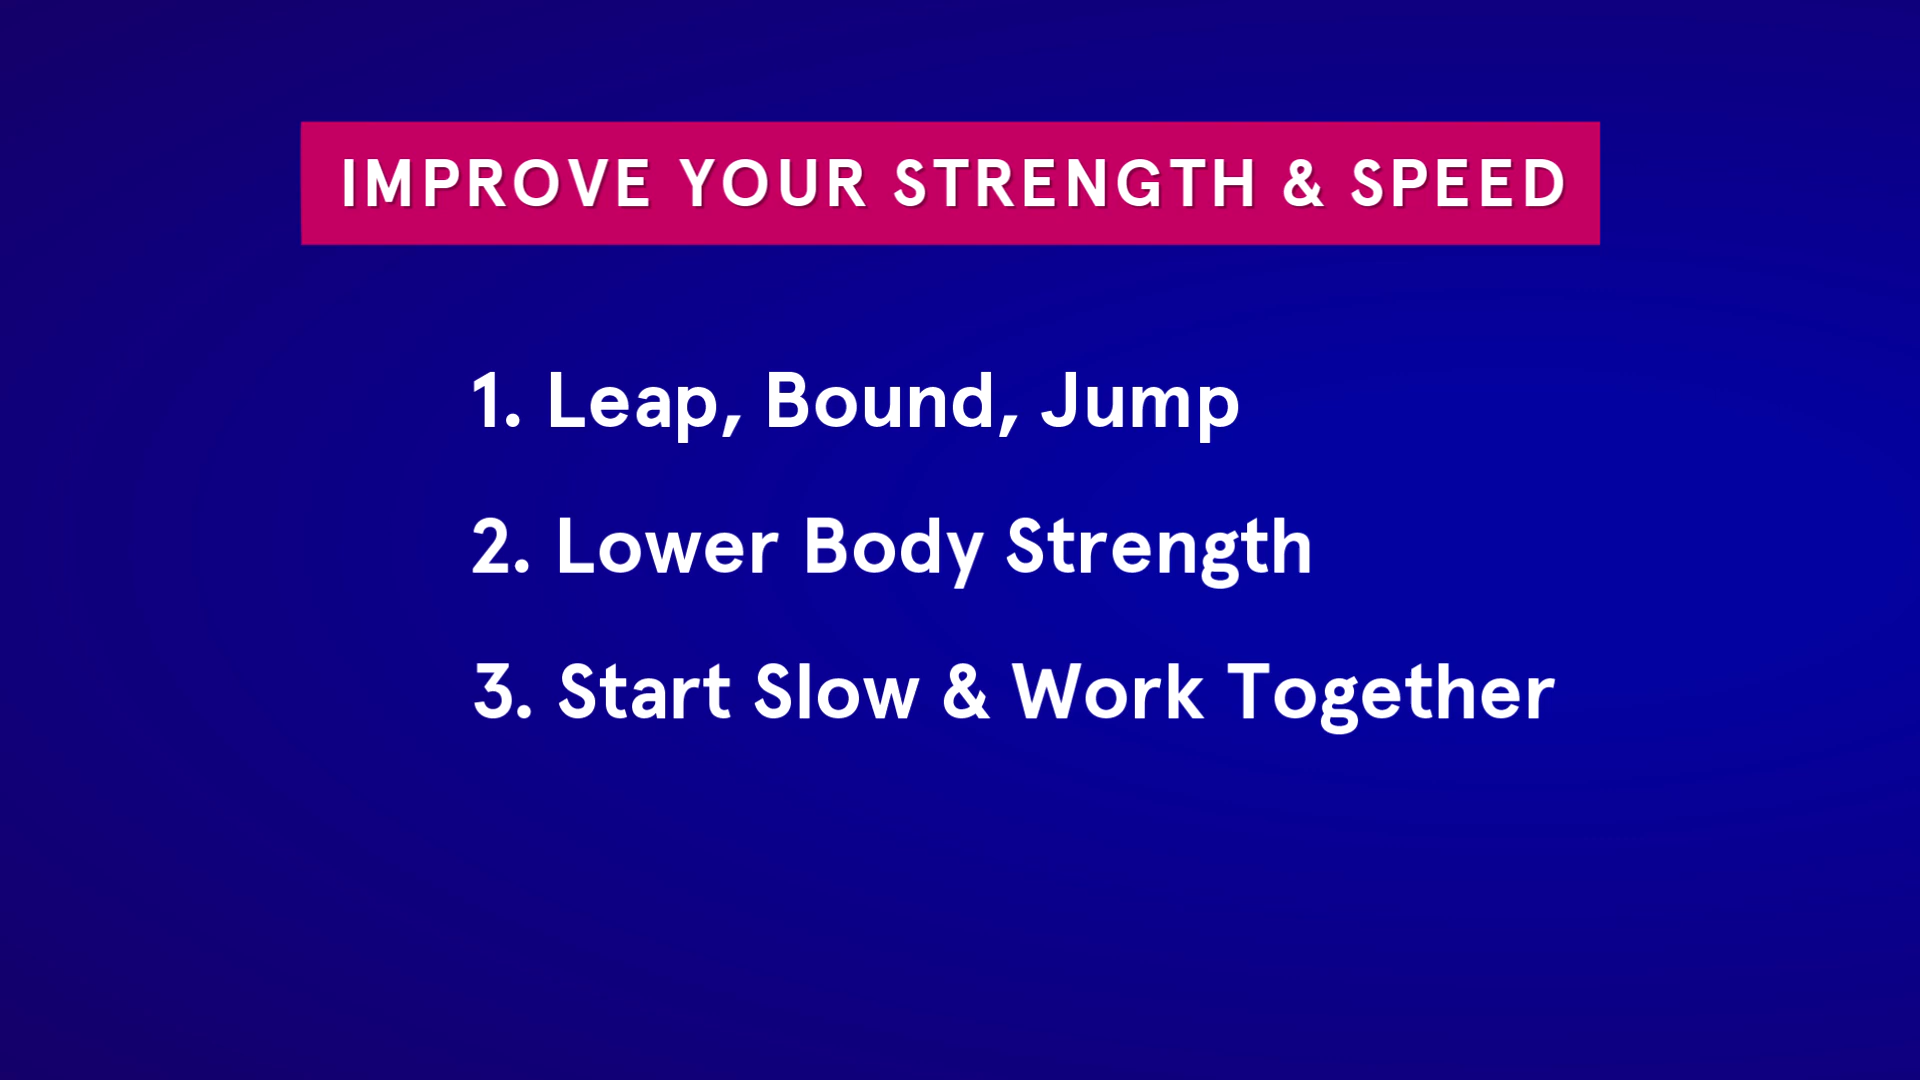 IMPROVE YOUR STRENGTH & SPEED
1. Leap, Bound, Jump
2. Lower Body Strength
3. Start Slow & Work Together